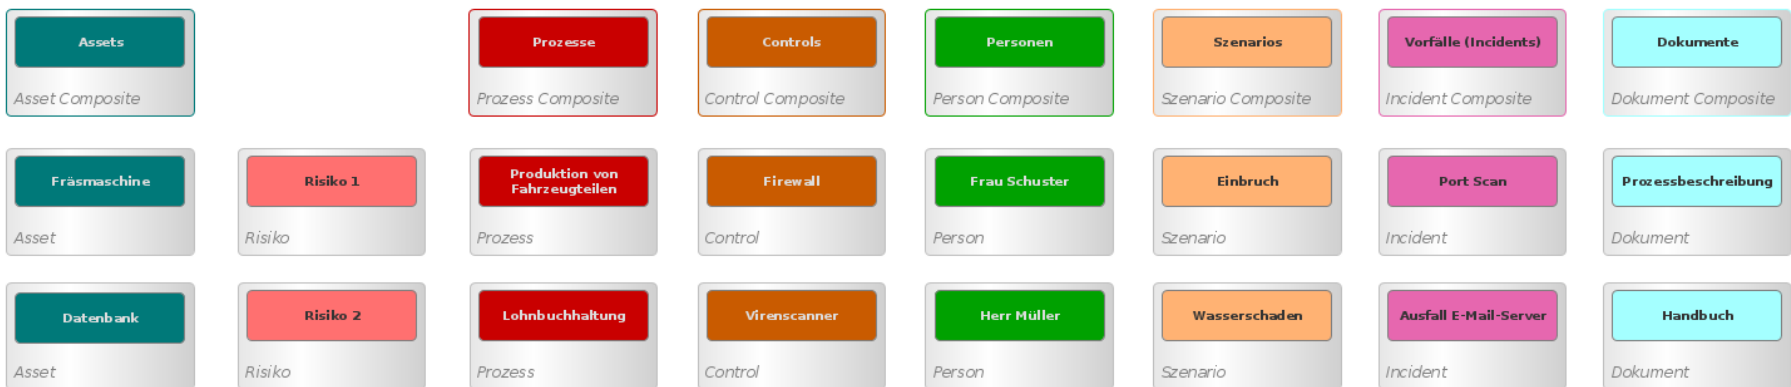 Assets
Asset Composite
Prozesse
Prozess Composite
Controls
Control Composite
Personen
Person Composite
Szenarios
Szenario Composite
Vorfälle (Incidents)
Incident Composite
Dokumente
Dokument Composite
Fräsmaschine
Asset
Risiko 1
Risiko
Produktion von
Fahrzeugteilen
Prozess
Firewall
Control
Frau Schuster
Person
Einbruch
Szenario
Port Scan
Incident
Prozessbeschreibung
Dokument
Datenbank
Asset
Risiko 2
Risiko
Lohnbuchhaltung
Prozess
Virenscanner
Control
Herr Müller
Person
Wasserschaden
Szenario
Ausfall E-Mail-Server
Incident
Handbuch
Dokument